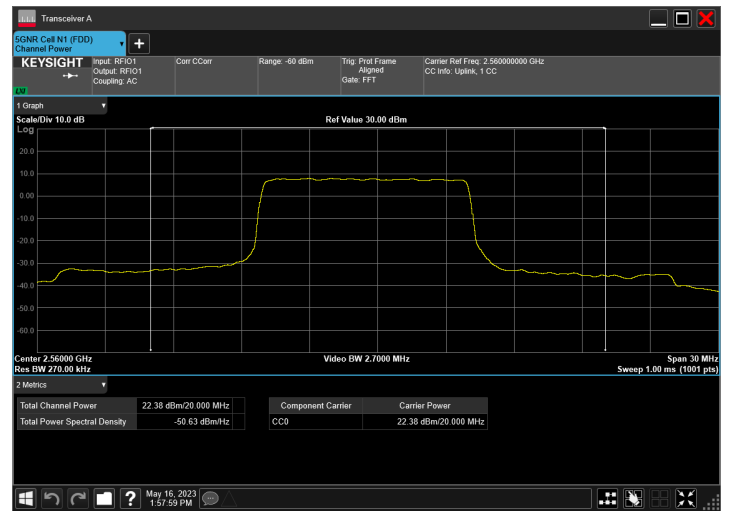 Transceiver A
5GNR Cell N1 (FDD)
Channel Power
KEYSIGHT
Input: RFIO1
Output: RFIO1
Coupling: AC
Corr CCorr
Range: -60 dBm
Trig: Prot Frame
Aligned
Gate: FFT
Carrier Ref Freq: 2.560000000 GHz
CC Info: Uplink, 1 CC
LXI
1 Graph
Scale/Div 10.0 dB
Ref Value 30.00 dBm
Log
20.0
10.0
0.00
-10.0
-20.0
-30.0
-40.0
-50.0
-60.0
Center 2.56000 GHz
Video BW 2.7000 MHz
Span 30 MHz
Res BW 270.00 kHz
Sweep 1.00 ms (1001 pts)
2 Metrics
Total Channel Power 22.38 dBm/20.000 MHz
Total Power Spectral Density -50.63 dBm/Hz
Component Carrier Carrier Power
CC0 22.38 dBm/20.000 MHz
May 16, 2023
1:57:59 PM